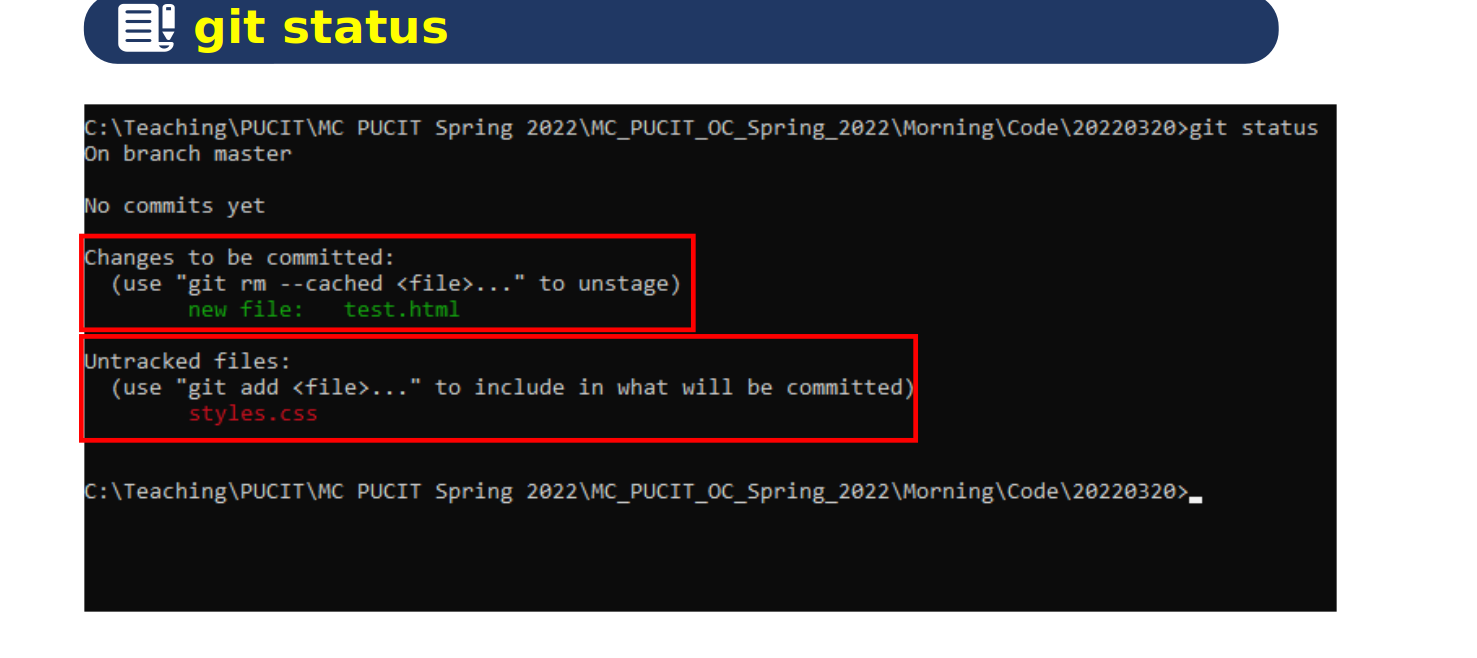 git status
C:\Teaching\PUCIT\MC PUCIT Spring 2022\MC_PUCIT_OC_Spring_2022\Morning\Code\20220320>git status
On branch master
No commits yet
Changes to be committed:
(use "git rm --cached <file>..." to unstage)
new file:   test.html
Untracked files:
(use "git add <file>..." to include in what will be committed)
styles.css
C:\Teaching\PUCIT\MC PUCIT Spring 2022\MC_PUCIT_OC_Spring_2022\Morning\Code\20220320>